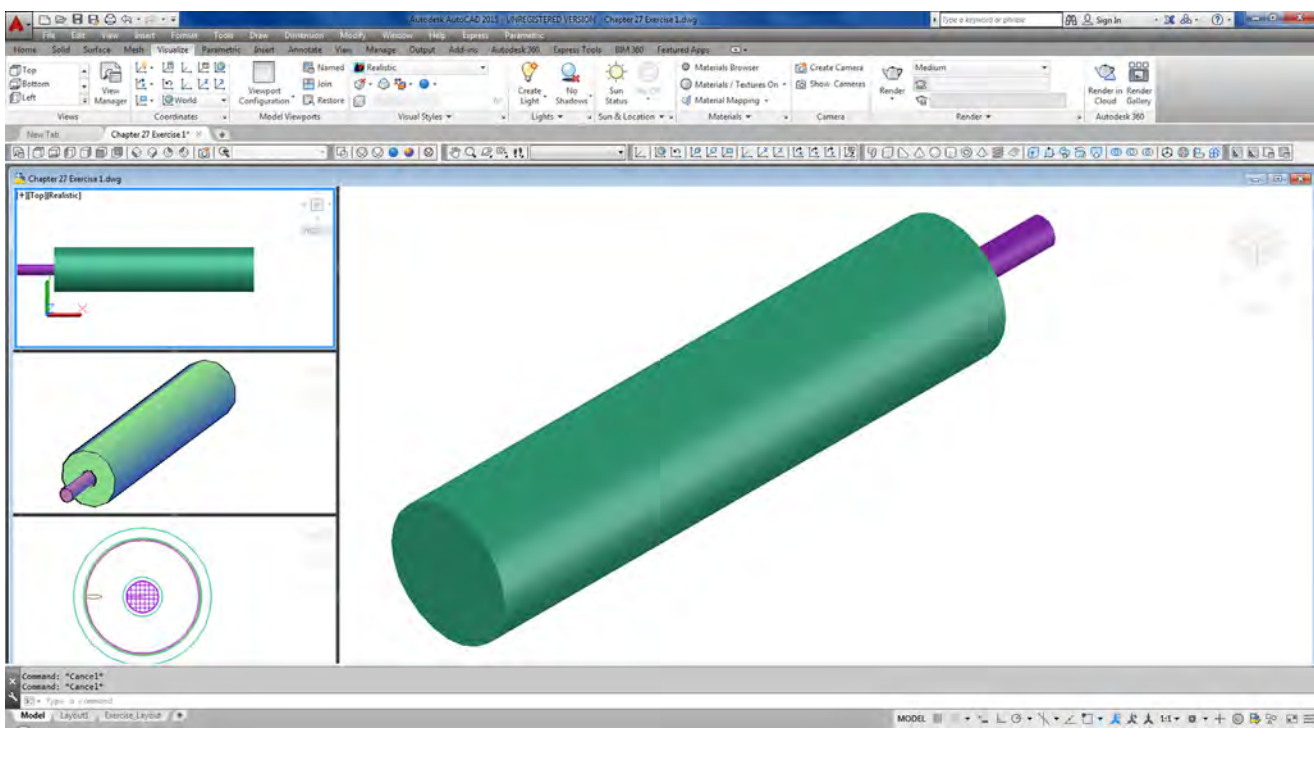 Autodesk AutoCAD 2015 - UNREGISTERED VERSION Chapter 27 Exercise 1.dwg Type a keyword or phrase Sign In
File Edit View Insert Format Tools Draw Dimension Modify Window Help Express Parametric
Home Solid Surface Mesh Visualize Parametric Insert Annotate View Manage Output Add-ins Autodesk 360 Express Tools BIM 360 Featured Apps
Top
Bottom
Left
View Manager
World
Viewport Configuration
Named
Join
Restore
Realistic
Create Light
No Shadows
Sun Status
Materials Browser
Materials / Textures On
Material Mapping
Create Camera
Show Cameras
Render
Medium
Render in Cloud
Render Gallery
Views Coordinates Model Viewports Visual Styles Lights Sun & Location Materials Camera Render Autodesk 360
New Tab Chapter 27 Exercise 1*
Chapter 27 Exercise 1.dwg
[+][Top][Realistic]
X
Command: *Cancel*
Command: *Cancel*
Type a command
Model Layout1 Exercise_Layout
MODEL 1:1